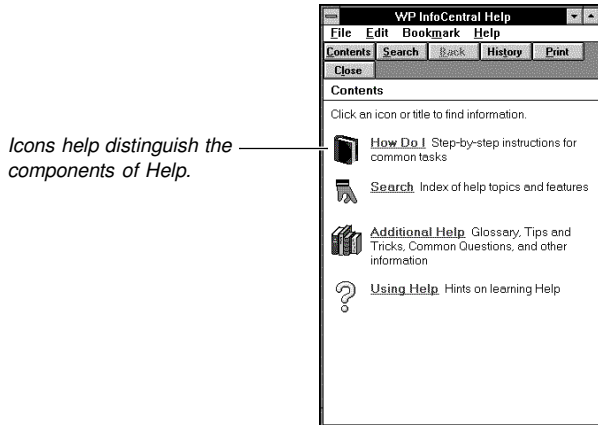 WP InfoCentral Help
File Edit Bookmark Help
Contents Search Back History Print
Close
Contents
Click an icon or title to find information.
Icons help distinguish the
components of Help.
How Do I Step-by-step instructions for
common tasks
Search Index of help topics and features
Additional Help Glossary, Tips and
Tricks, Common Questions, and other
information
Using Help Hints on learning Help